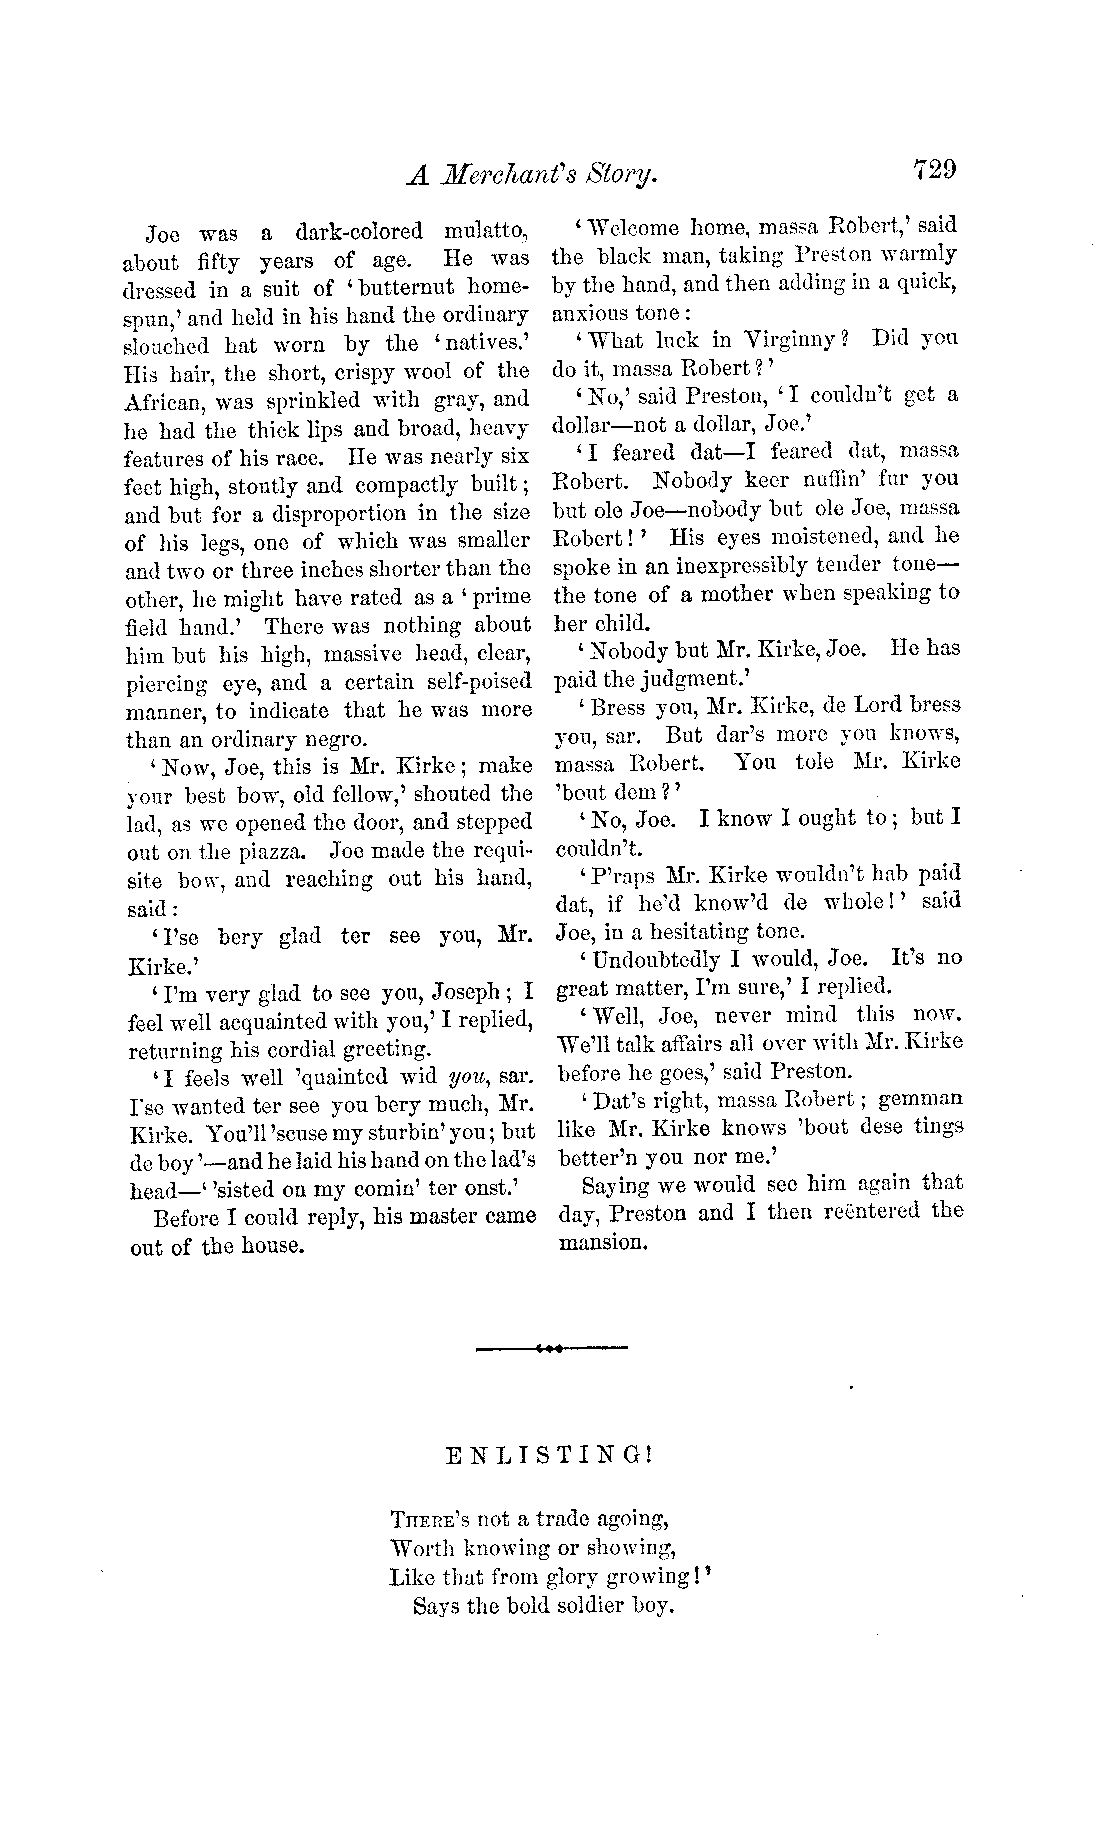 A Merchant's Story.
729
Joe was a dark-colored mulatto,
about fifty years of age. He was
dressed in a suit of 'butternut home-
spun,' and held in his hand the ordinary
slouched hat worn by the 'natives.'
His hair, the short, crispy wool of the
African, was sprinkled with gray, and
he had the thick lips and broad, heavy
features of his race. He was nearly six
feet high, stoutly and compactly built;
and but for a disproportion in the size
of his legs, one of which was smaller
and two or three inches shorter than the
other, he might have rated as a 'prime
field hand.' There was nothing about
him but his high, massive head, clear,
piercing eye, and a certain self-poised
manner, to indicate that he was more
than an ordinary negro.
'Now, Joe, this is Mr. Kirke; make
your best bow, old fellow,' shouted the
lad, as we opened the door, and stepped
out on the piazza. Joe made the requi-
site bow, and reaching out his hand,
said:
'I'se bery glad ter see you, Mr.
Kirke.'
'I'm very glad to see you, Joseph; I
feel well acquainted with you,' I replied,
returning his cordial greeting.
'I feels well 'quainted wid you, sar.
I'se wanted ter see you bery much, Mr.
Kirke. You'll 'scuse my sturbin' you; but
de boy'—and he laid his hand on the lad's
head—' 'sisted on my comin' ter onst.'
Before I could reply, his master came
out of the house.
'Welcome home, massa Robert,' said
the black man, taking Preston warmly
by the hand, and then adding in a quick,
anxious tone:
'What luck in Virginny? Did you
do it, massa Robert?'
'No,' said Preston, 'I couldn't get a
dollar—not a dollar, Joe.'
'I feared dat—I feared dat, massa
Robert. Nobody keer nuffin' fur you
but ole Joe—nobody but ole Joe, massa
Robert!' His eyes moistened, and he
spoke in an inexpressibly tender tone—
the tone of a mother when speaking to
her child.
'Nobody but Mr. Kirke, Joe. He has
paid the judgment.'
'Bress you, Mr. Kirke, de Lord bress
you, sar. But dar's more you knows,
massa Robert. You tole Mr. Kirke
'bout dem?'
'No, Joe. I know I ought to; but I
couldn't.
'P'raps Mr. Kirke wouldn't hab paid
dat, if he'd know'd de whole!' said
Joe, in a hesitating tone.
'Undoubtedly I would, Joe. It's no
great matter, I'm sure,' I replied.
'Well, Joe, never mind this now.
We'll talk affairs all over with Mr. Kirke
before he goes,' said Preston.
'Dat's right, massa Robert; gemman
like Mr. Kirke knows 'bout dese tings
better'n you nor me.'
Saying we would see him again that
day, Preston and I then reëntered the
mansion.
ENLISTING!
THERE'S not a trade agoing,
Worth knowing or showing,
Like that from glory growing!'
Says the bold soldier boy.